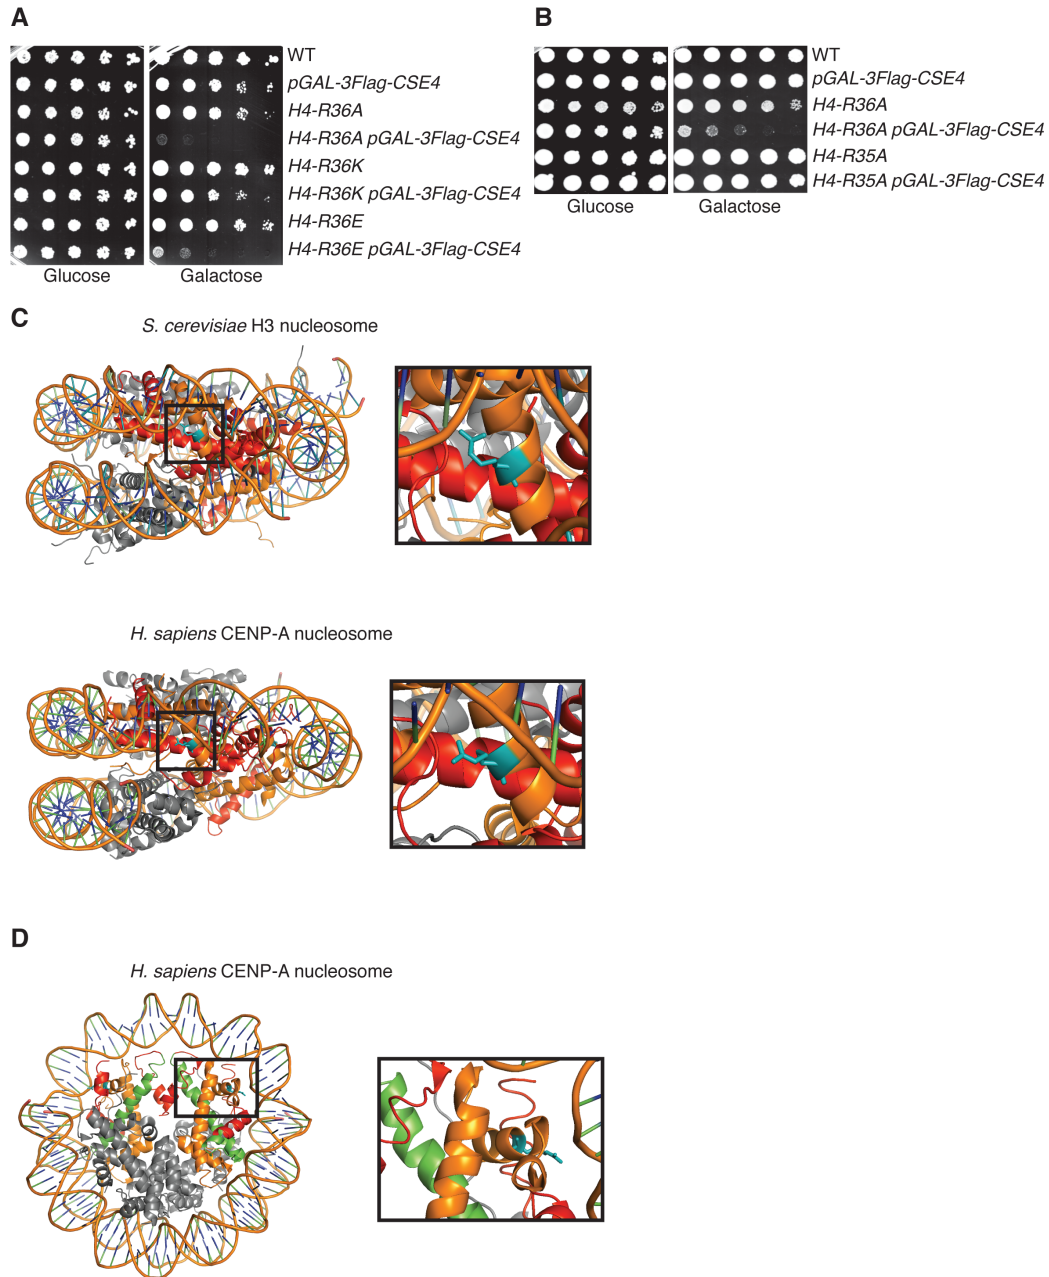 A
WT
pGAL-3Flag-CSE4
H4-R36A
H4-R36A pGAL-3Flag-CSE4
H4-R36K
H4-R36K pGAL-3Flag-CSE4
H4-R36E
H4-R36E pGAL-3Flag-CSE4
Glucose
Galactose
B
WT
pGAL-3Flag-CSE4
H4-R36A
H4-R36A pGAL-3Flag-CSE4
H4-R35A
H4-R35A pGAL-3Flag-CSE4
Glucose
Galactose
C
S. cerevisiae H3 nucleosome
H. sapiens CENP-A nucleosome
D
H. sapiens CENP-A nucleosome